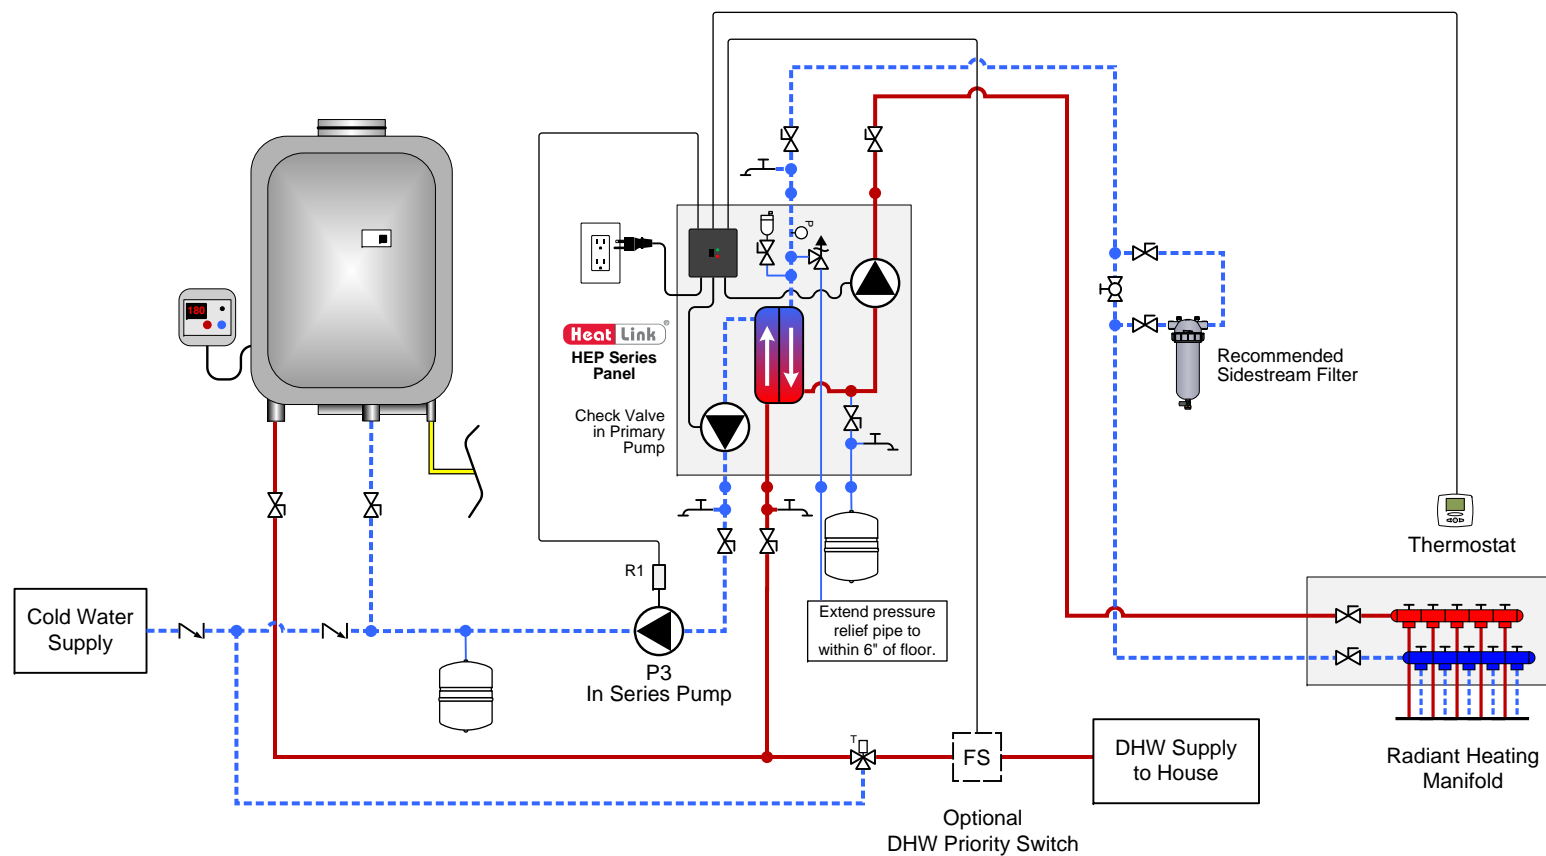 180
P
Heat Link®
HEP Series
Panel
Check Valve
in Primary
Pump
Recommended
Sidestream Filter
Thermostat
R1
Cold Water
Supply
Extend pressure
relief pipe to
within 6" of floor.
P3
In Series Pump
T
FS
DHW Supply
to House
Radiant Heating
Manifold
Optional
DHW Priority Switch